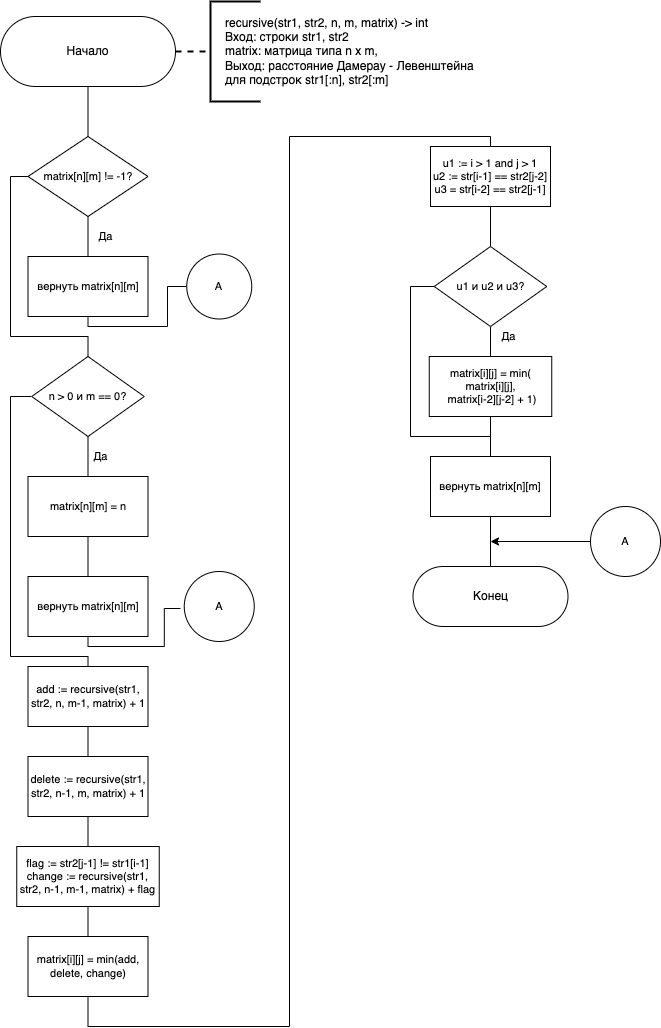 Начало
recursive(str1, str2, n, m, matrix) -> int
Вход: строки str1, str2
matrix: матрица типа n x m,
Выход: расстояние Дамерау - Левенштейна
для подстрок str1[:n], str2[:m]
matrix[n][m] != -1?
Да
вернуть matrix[n][m]
A
n > 0 и m == 0?
Да
matrix[n][m] = n
вернуть matrix[n][m]
A
add := recursive(str1,
str2, n, m-1, matrix) + 1
delete := recursive(str1,
str2, n-1, m, matrix) + 1
flag := str2[j-1] != str1[i-1]
change := recursive(str1,
str2, n-1, m-1, matrix) + flag
matrix[i][j] = min(add,
delete, change)
u1 := i > 1 and j > 1
u2 := str[i-1] == str2[j-2]
u3 = str[i-2] == str2[j-1]
u1 и u2 и u3?
Да
matrix[i][j] = min(
matrix[i][j],
matrix[i-2][j-2] + 1)
вернуть matrix[n][m]
A
Конец